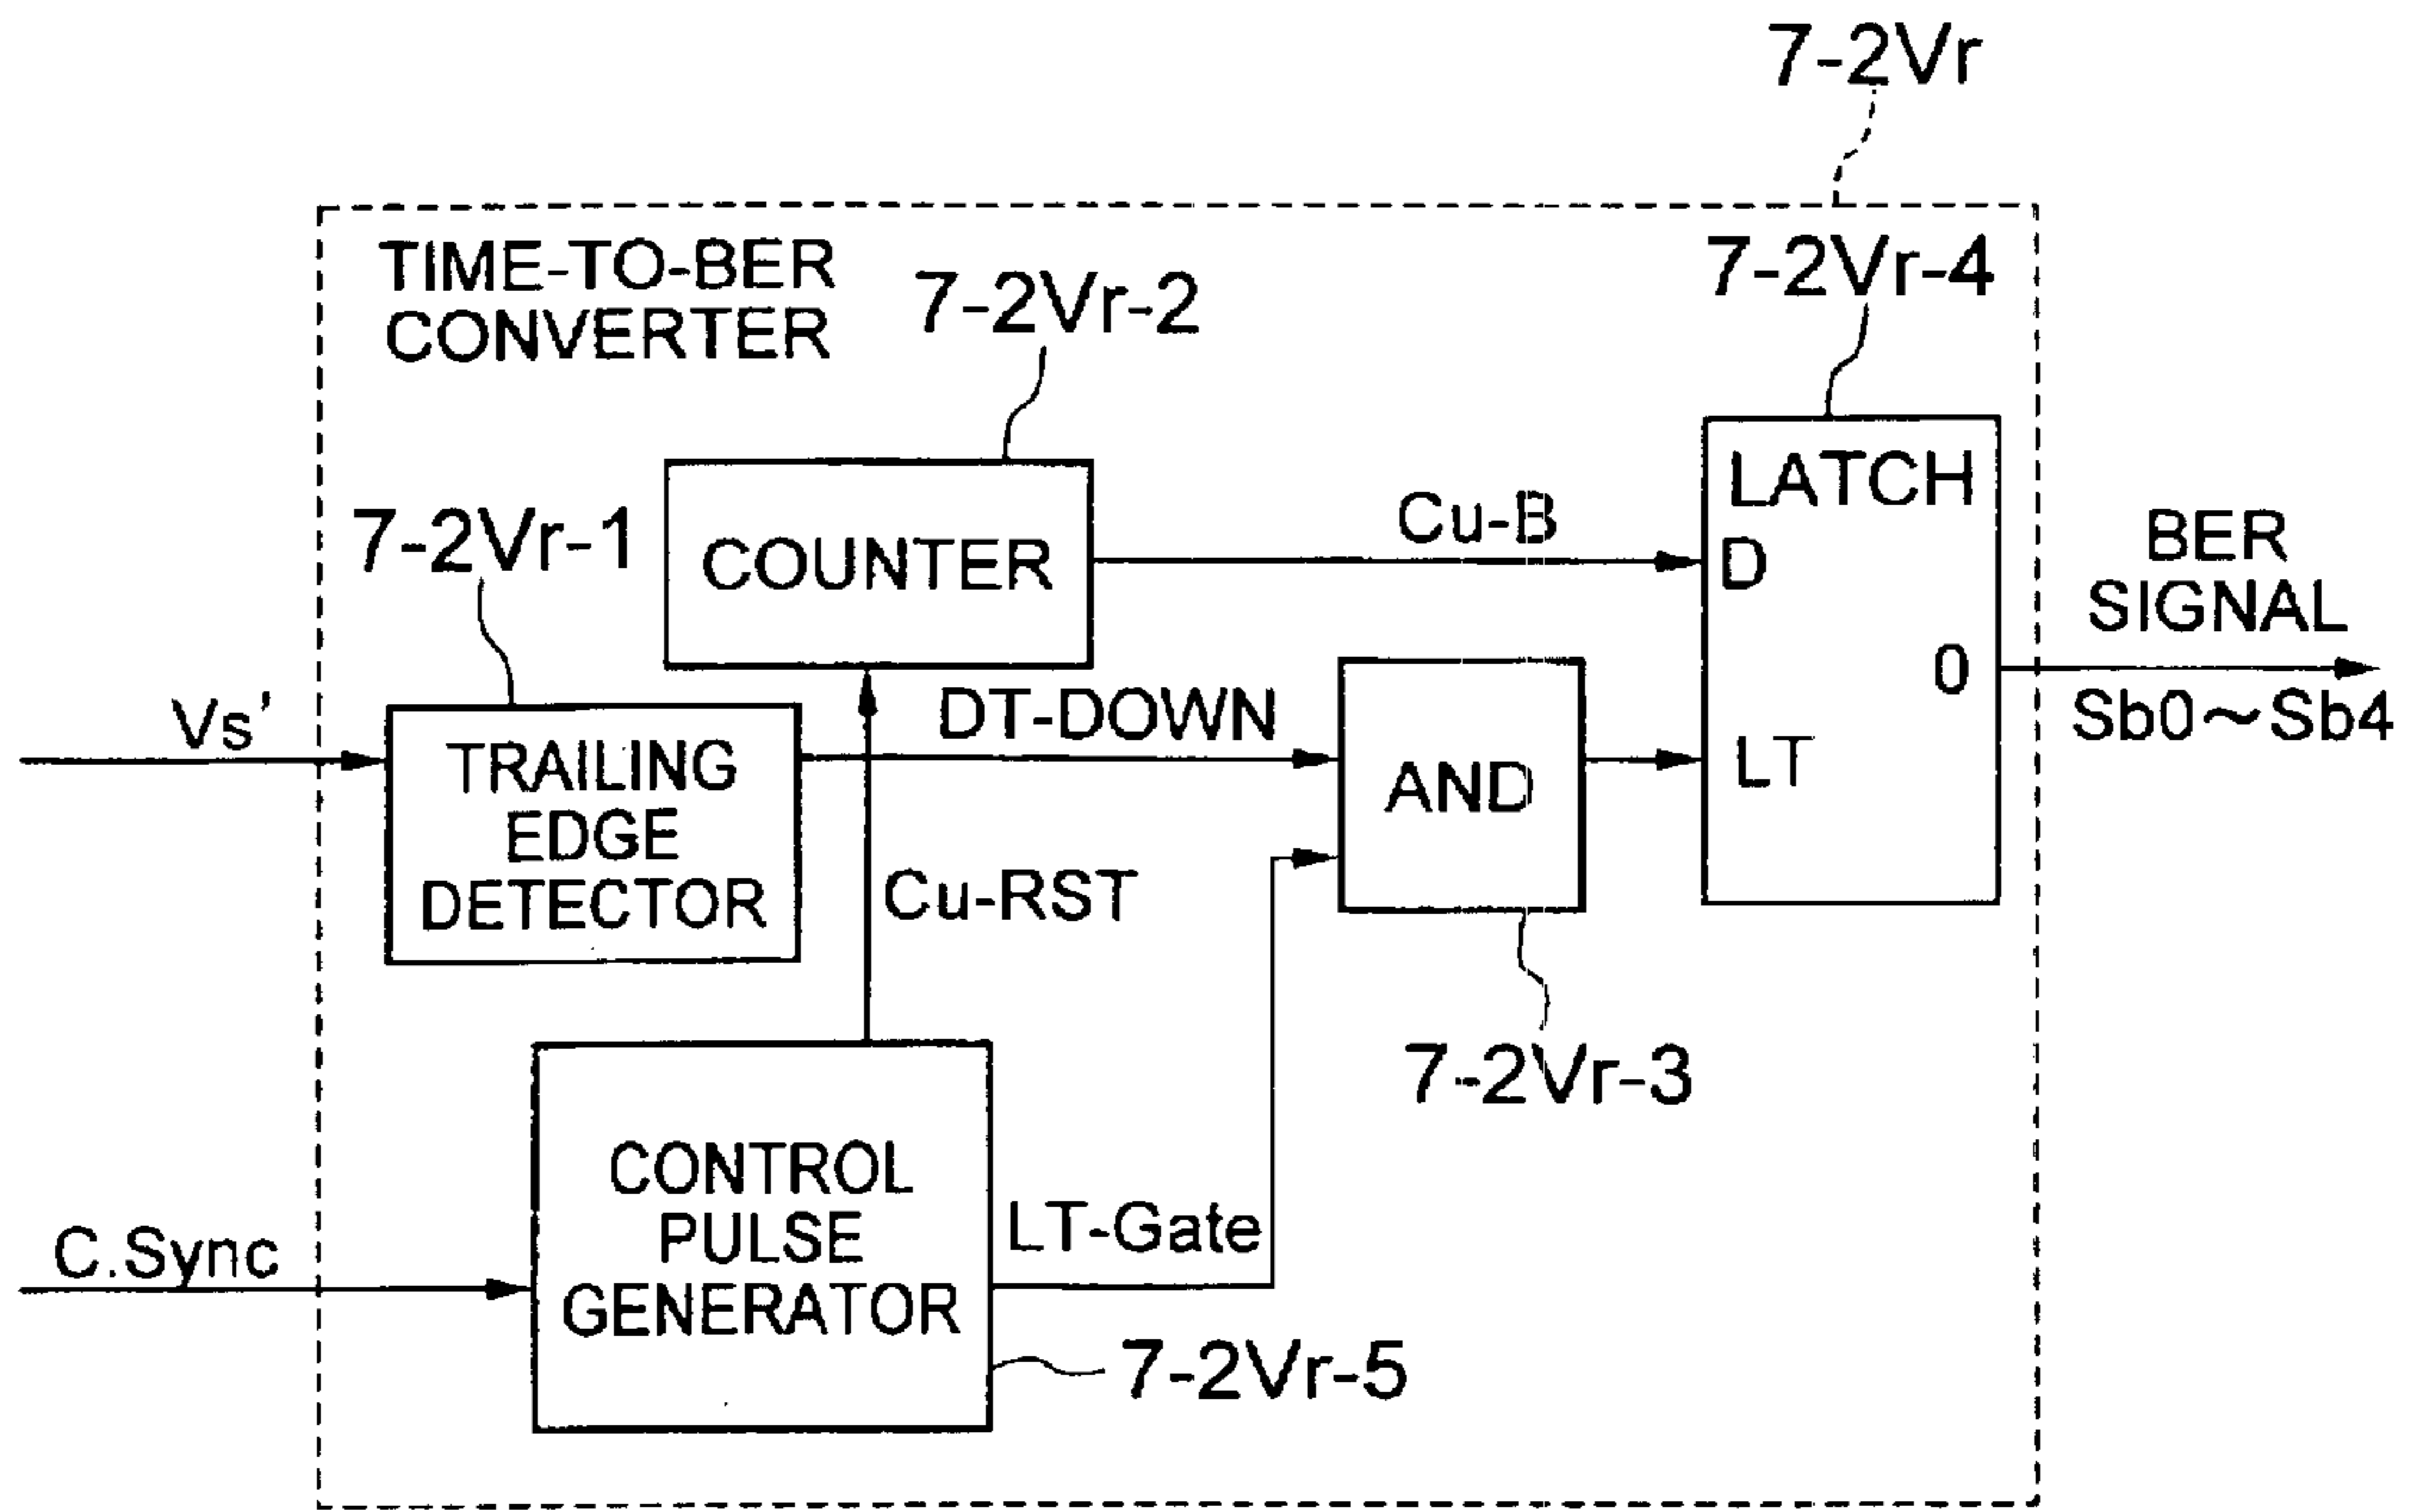 7-2Vr
TIME-TO-BER
CONVERTER
7-2Vr-2
7-2Vr-4
7-2Vr-1
COUNTER
Cu-B
LATCH
D
0
LT
BER
SIGNAL
Sb0～Sb4
Vs'
TRAILING
EDGE
DETECTOR
DT-DOWN
AND
Cu-RST
7-2Vr-3
C.Sync
CONTROL
PULSE
GENERATOR
LT-Gate
7-2Vr-5